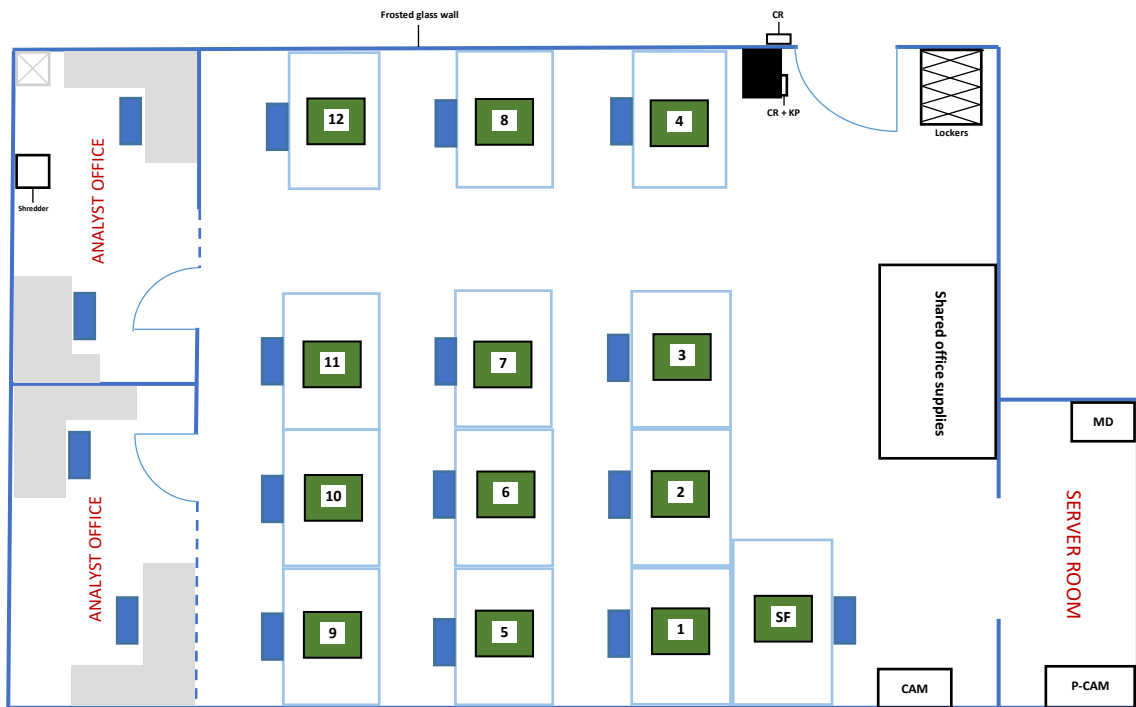 Frosted glass wall
CR
12
8
4
CR + KP
Lockers
ANALYST OFFICE
Shredder
Shared office supplies
11
7
3
MD
10
6
2
ANALYST OFFICE
SERVER ROOM
9
5
1
SF
CAM
P-CAM